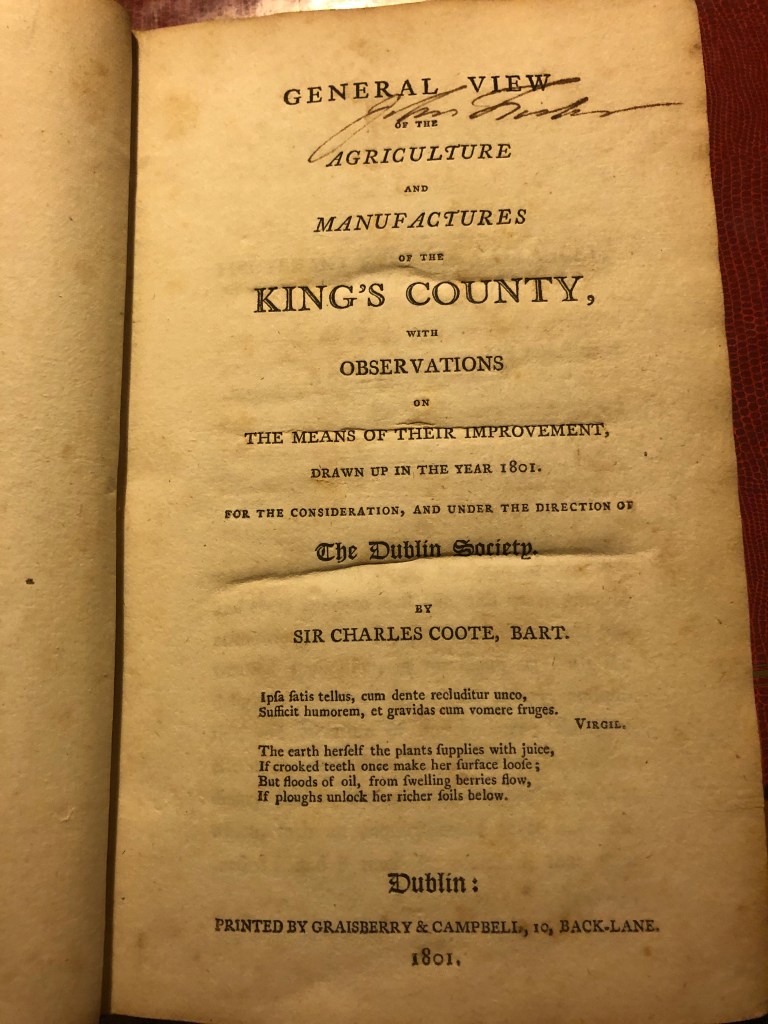 GENERAL VIEW
John
OF THE
AGRICULTURE
AND
MANUFACTURES
OF THE
KING'S COUNTY,
WITH
OBSERVATIONS
ON
THE MEANS OF THEIR IMPROVEMENT,
DRAWN UP IN THE YEAR 1801.
FOR THE CONSIDERATION, AND UNDER THE DIRECTION OF
The Dublin Society.
BY
SIR CHARLES COOTE, BART.
Ipſa ſatis tellus, cum dente recluditur unco,
Sufficit humorem, et gravidas cum vomere fruges.
VIRGIL.
The earth herſelf the plants ſupplies with juice,
If crooked teeth once make her ſurface looſe;
But floods of oil, from ſwelling berries flow,
If ploughs unlock her richer ſoils below.
Dublin:
PRINTED BY GRAISBERRY & CAMPBELL, 10, BACK-LANE.
1801.